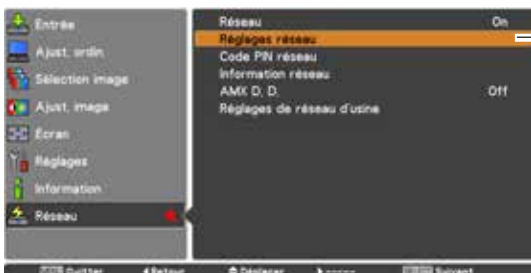 Entrée
Ajust. ordin.
Sélection image
Ajust. image
Ecran
Réglages
Information
Réseau
Réseau On
Réglages réseau
Code PIN réseau
Information réseau
AMX D. D. Off
Réglages de réseau d'usine
Quitter Retour Déplacer Suivant